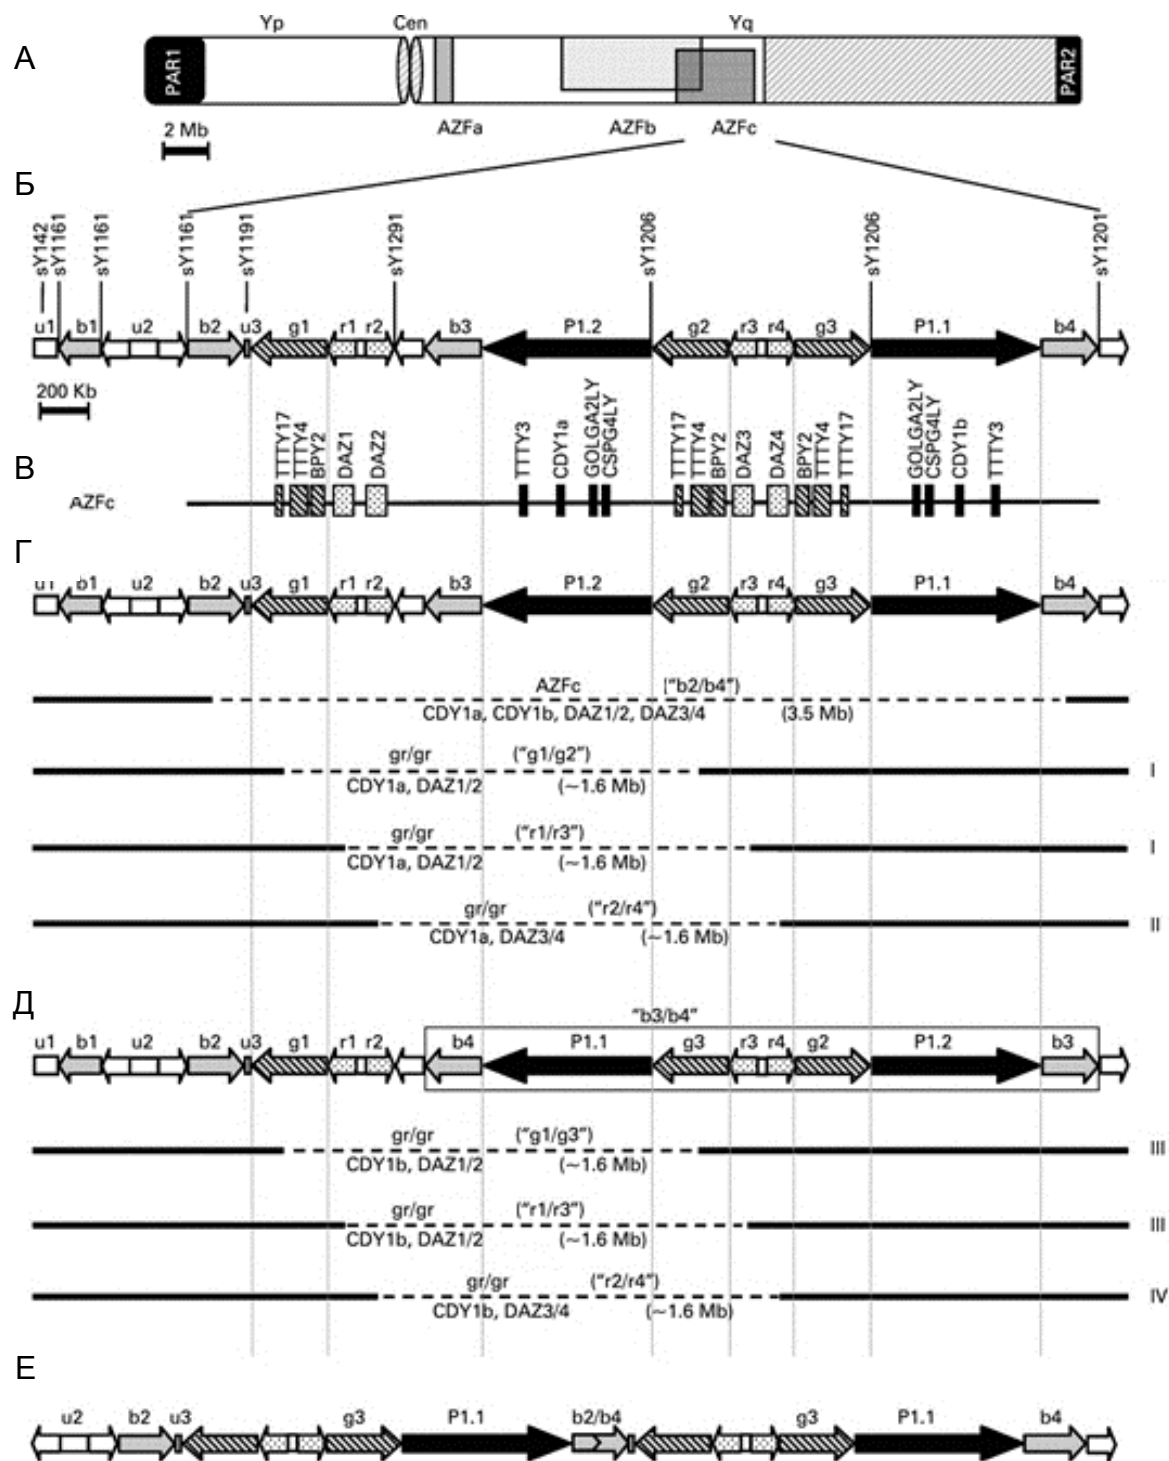 Yp Cen Yq
А PAR1 PAR2
AZFa AZFb AZFc
2 Mb
Б
sY142 sY1161 sY1161 sY1161 sY1191 sY1291 sY1206 sY1206 sY1201
u1 b1 u2 b2 u3 g1 r1 r2 b3 P1.2 g2 r3 r4 g3 P1.1 b4
200 Kb
TTTY17 TTTY4 BPY2 DAZ1 DAZ2 TTTY3 CDY1a GOLGA2LY CSPG4LY TTTY17 TTTY4 BPY2 DAZ3 DAZ4 BPY2 TTTY4 TTTY17 GOLGA2LY CSPG4LY CDY1b TTTY3
В
AZFc
Г
u1 b1 u2 b2 u3 g1 r1 r2 b3 P1.2 g2 r3 r4 g3 P1.1 b4
AZFc ("b2/b4")
CDY1a, CDY1b, DAZ1/2, DAZ3/4 (3.5 Mb)
gr/gr ("g1/g2") I
CDY1a, DAZ1/2 (~1.6 Mb)
gr/gr ("r1/r3") I
CDY1a, DAZ1/2 (~1.6 Mb)
gr/gr ("r2/r4") II
CDY1a, DAZ3/4 (~1.6 Mb)
Д
"b3/b4"
u1 b1 u2 b2 u3 g1 r1 r2 b4 P1.1 g3 r3 r4 g2 P1.2 b3
gr/gr ("g1/g3") III
CDY1b, DAZ1/2 (~1.6 Mb)
gr/gr ("r1/r3") III
CDY1b, DAZ1/2 (~1.6 Mb)
gr/gr ("r2/r4") IV
CDY1b, DAZ3/4 (~1.6 Mb)
Е
u2 b2 u3 g3 P1.1 b2/b4 g3 P1.1 b4